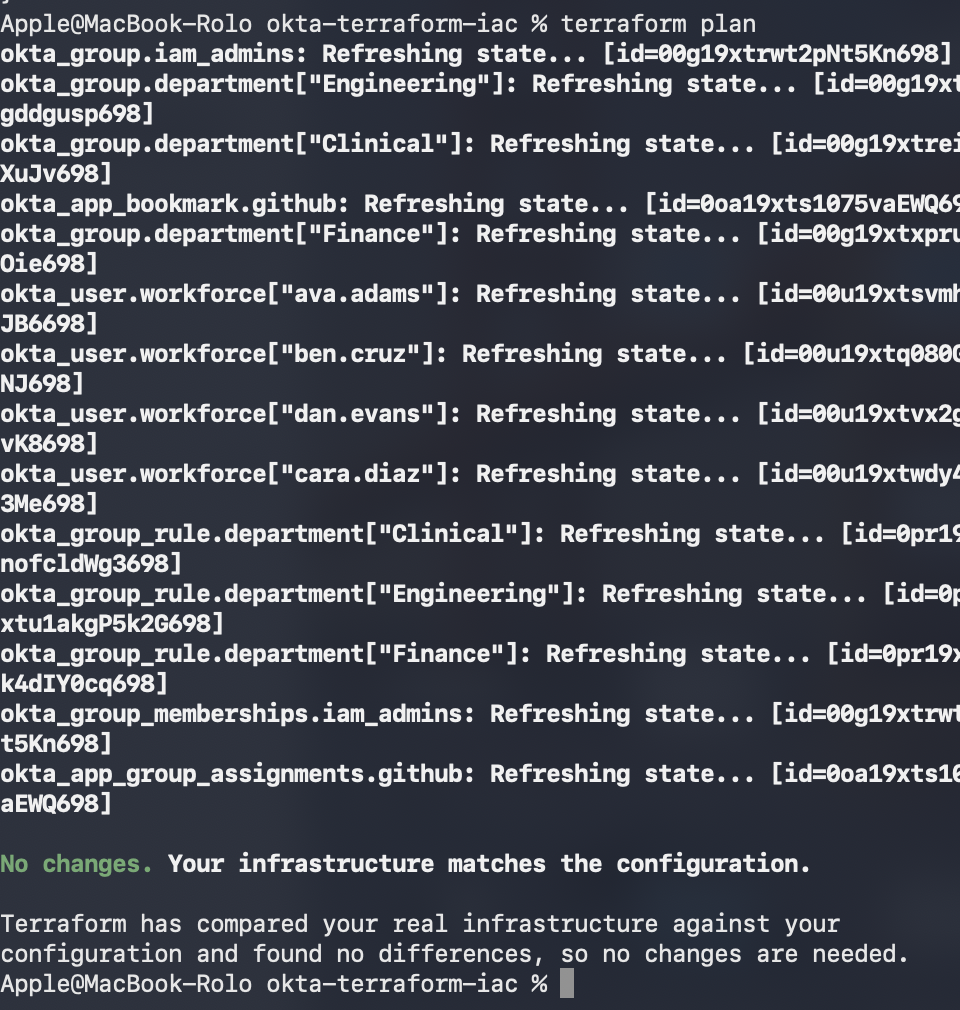 Apple@MacBook-Rolo okta-terraform-iac % terraform plan
okta_group.iam_admins: Refreshing state... [id=00g19xtrwt2pNt5Kn698]
okta_group.department["Engineering"]: Refreshing state... [id=00g19xt
gddgusp698]
okta_group.department["Clinical"]: Refreshing state... [id=00g19xtrei
XuJv698]
okta_app_bookmark.github: Refreshing state... [id=0oa19xts1075vaEWQ69
okta_group.department["Finance"]: Refreshing state... [id=00g19xtxpru
Oie698]
okta_user.workforce["ava.adams"]: Refreshing state... [id=00u19xtsvmh
JB6698]
okta_user.workforce["ben.cruz"]: Refreshing state... [id=00u19xtq080G
NJ698]
okta_user.workforce["dan.evans"]: Refreshing state... [id=00u19xtvx2g
vK8698]
okta_user.workforce["cara.diaz"]: Refreshing state... [id=00u19xtwdy4
3Me698]
okta_group_rule.department["Clinical"]: Refreshing state... [id=0pr19
nofcldWg3698]
okta_group_rule.department["Engineering"]: Refreshing state... [id=0p
xtu1akgP5k2G698]
okta_group_rule.department["Finance"]: Refreshing state... [id=0pr19x
k4dIY0cq698]
okta_group_memberships.iam_admins: Refreshing state... [id=00g19xtrwt
t5Kn698]
okta_app_group_assignments.github: Refreshing state... [id=0oa19xts10
aEWQ698]
No changes. Your infrastructure matches the configuration.
Terraform has compared your real infrastructure against your
configuration and found no differences, so no changes are needed.
Apple@MacBook-Rolo okta-terraform-iac %